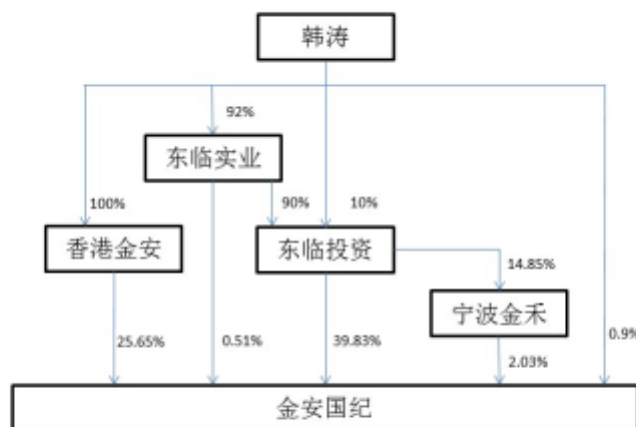 韩涛
92%
东临实业
100%
90%
10%
香港金安
东临投资
14.85%
宁波金禾
25.65%
0.51%
39.83%
0.9%
2.03%
金安国纪